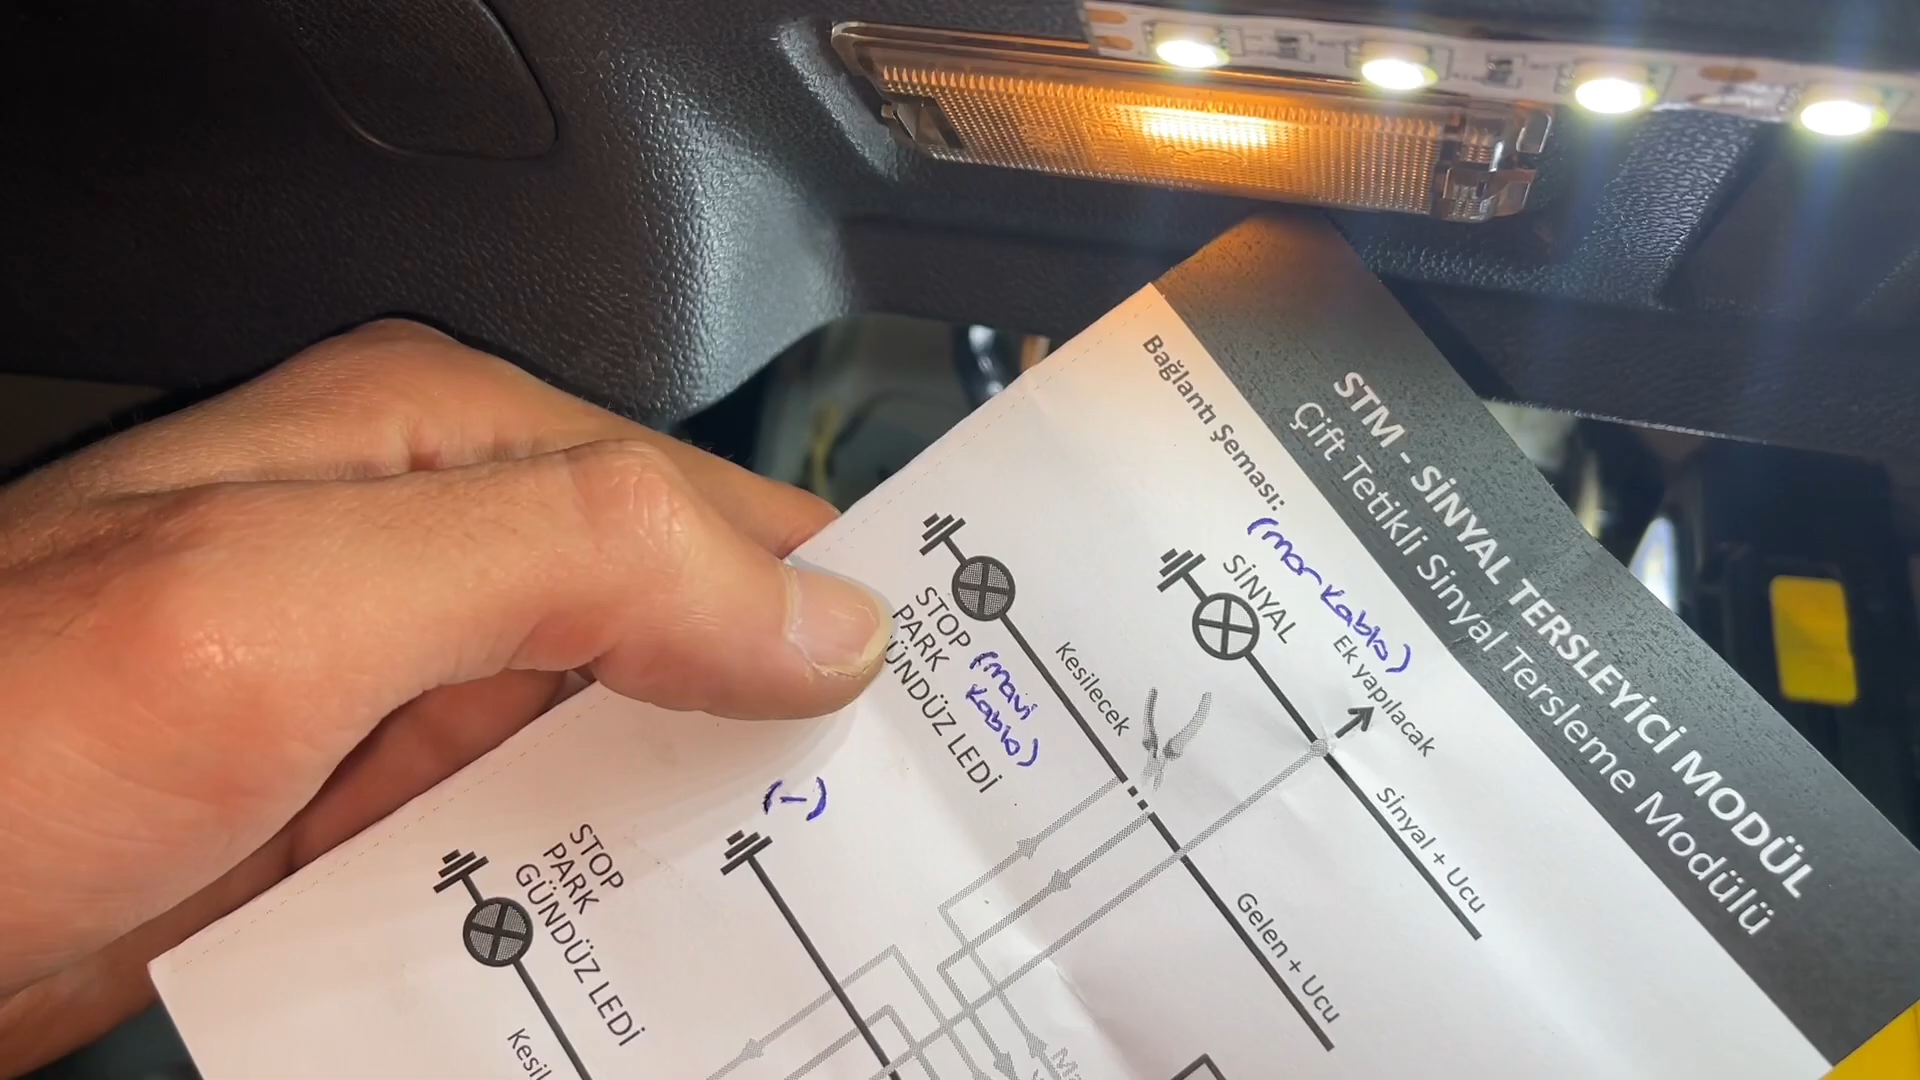 STM - SİNYAL TERSLEYİCİ MODÜL
Çift Tetikli Sinyal Tersleme Modülü
Bağlantı Şeması:
(mor kablo)
SİNYAL
Ek yapılacak
Sinyal + Ucu
STOP
PARK
GÜNDÜZ LEDİ
(mavi
kablo)
Kesilecek
Gelen + Ucu
(-)
STOP
PARK
GÜNDÜZ LEDİ